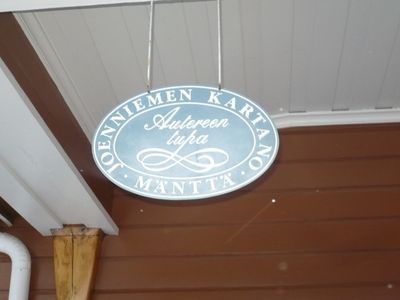 JOENNIEMEN KARTANO
Autereen
tupa
· MÄNTTÄ ·